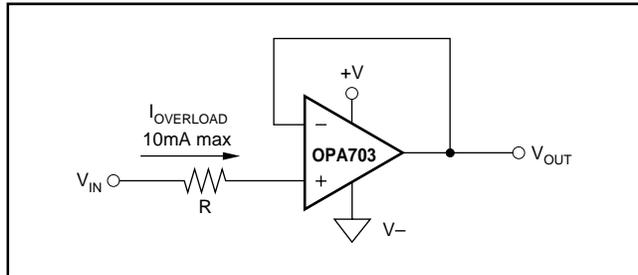 +V
I_OVERLOAD
10mA max
−
OPA703
V_OUT
V_IN
+
R
V−